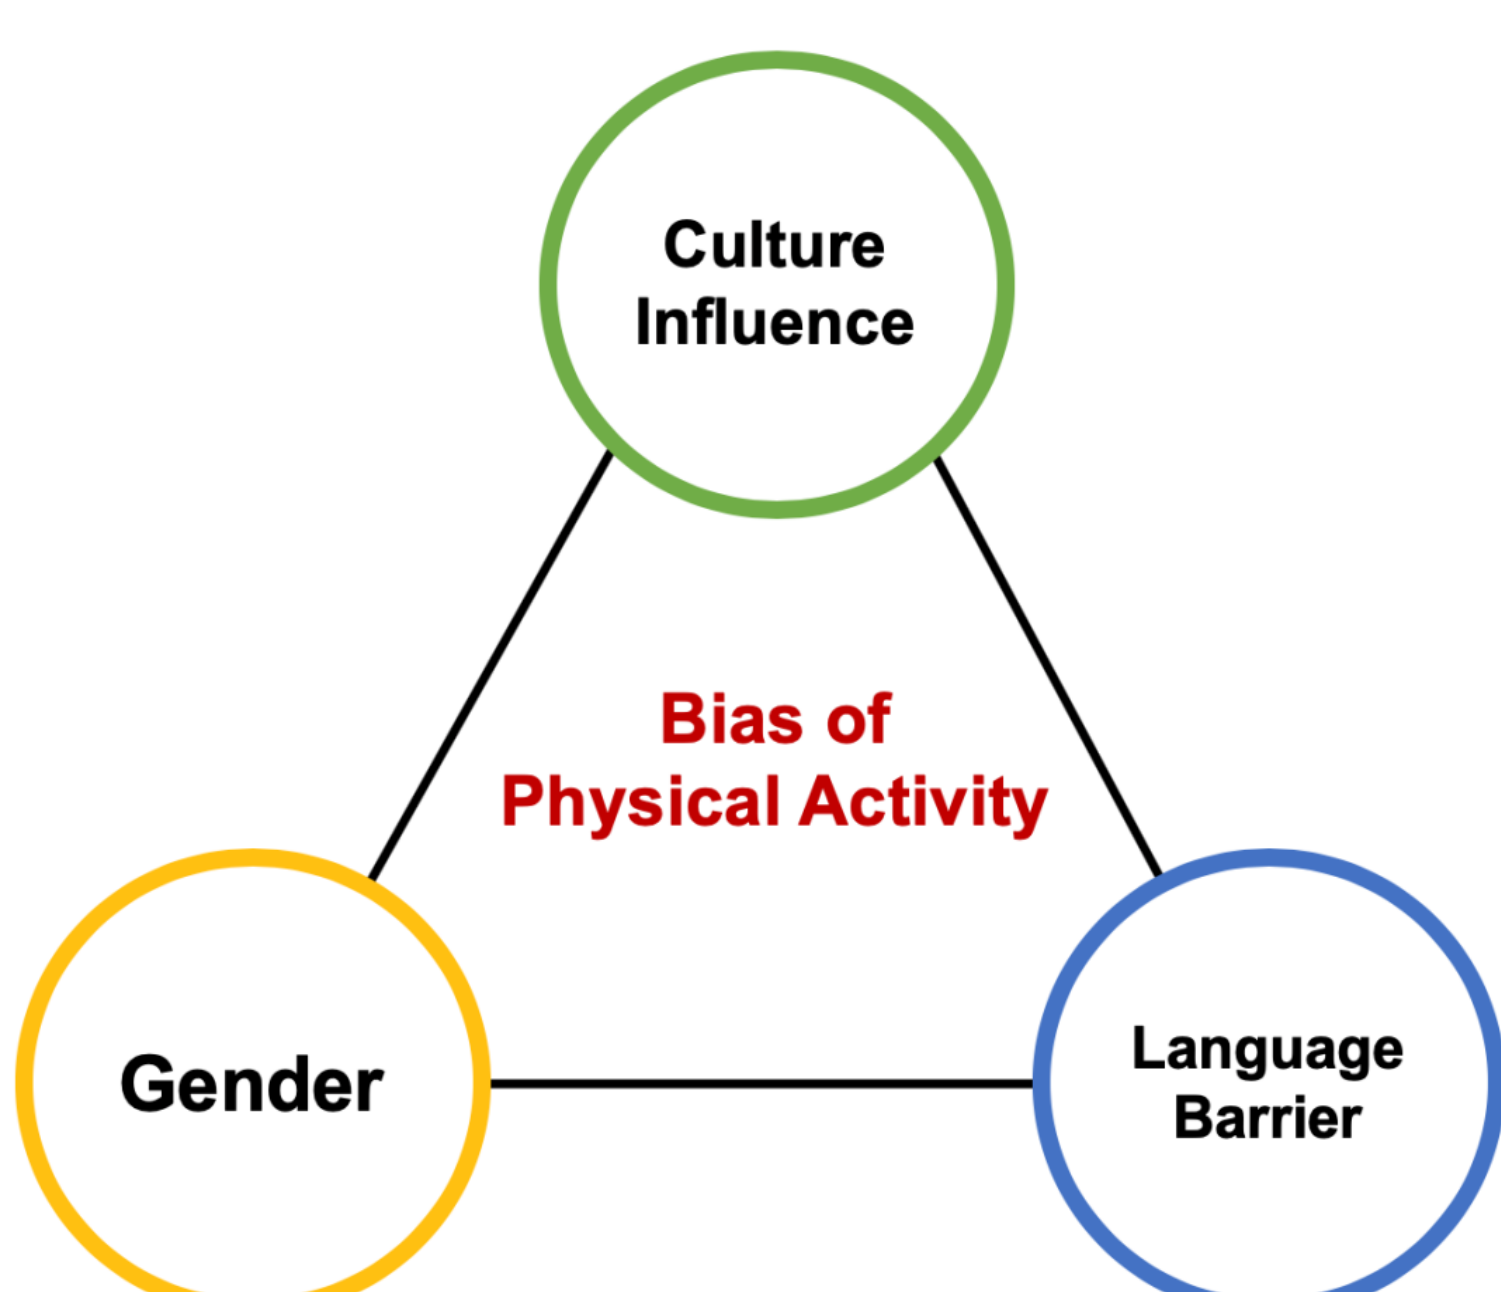 Culture
Influence
Bias of
Physical Activity
Gender
Language
Barrier